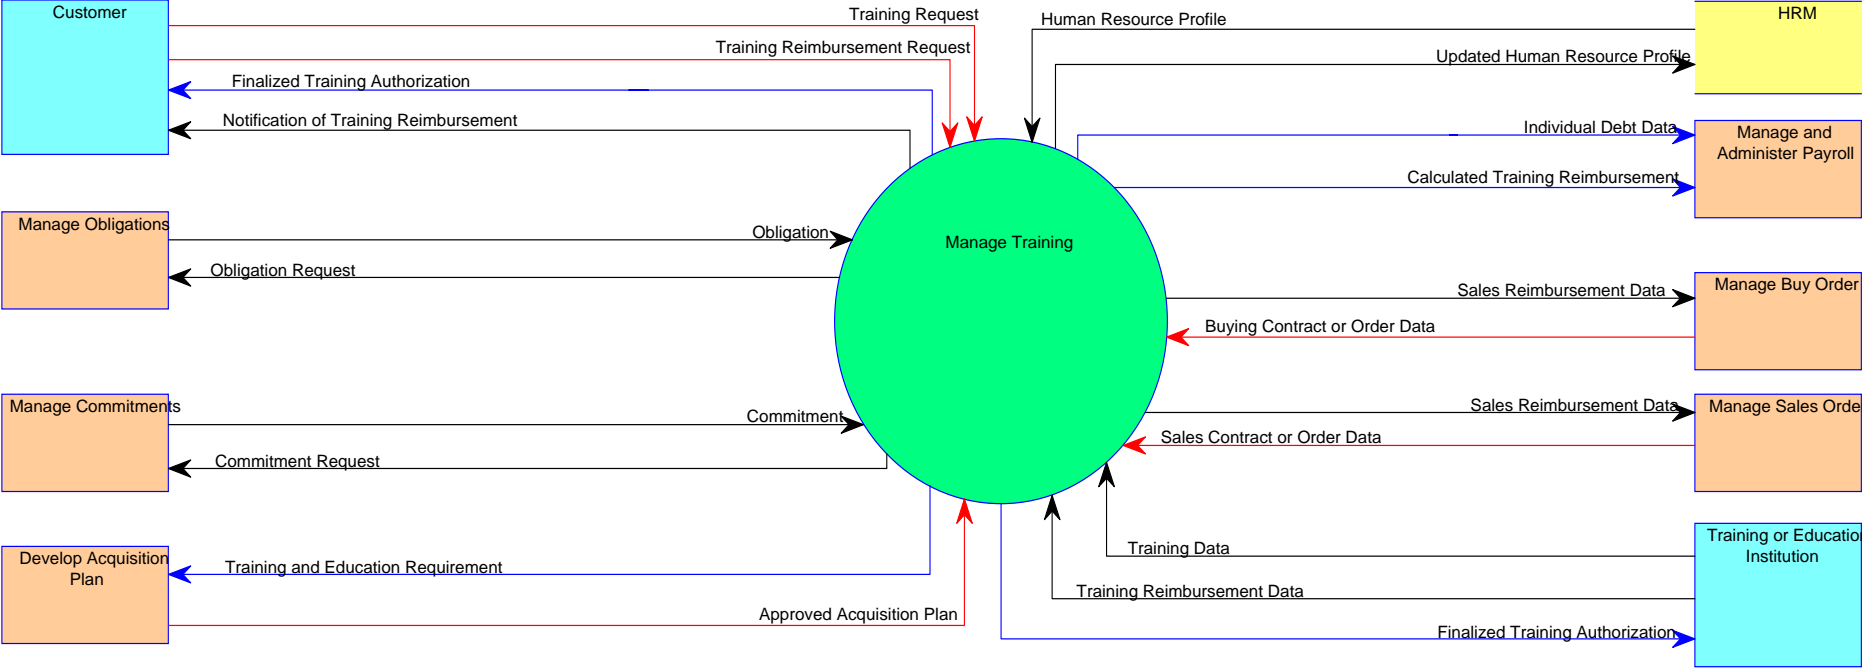 Customer
Training Request
Training Reimbursement Request
Finalized Training Authorization
Notification of Training Reimbursement
Human Resource Profile
HRM
Updated Human Resource Profile
Individual Debt Data
Manage and
Administer Payroll
Calculated Training Reimbursement
Manage Obligations
Obligation
Obligation Request
Manage Training
Sales Reimbursement Data
Manage Buy Order
Buying Contract or Order Data
Manage Commitments
Commitment
Commitment Request
Sales Reimbursement Data
Manage Sales Orde
Sales Contract or Order Data
Develop Acquisition
Plan
Training and Education Requirement
Approved Acquisition Plan
Training Data
Training or Education
Institution
Training Reimbursement Data
Finalized Training Authorization